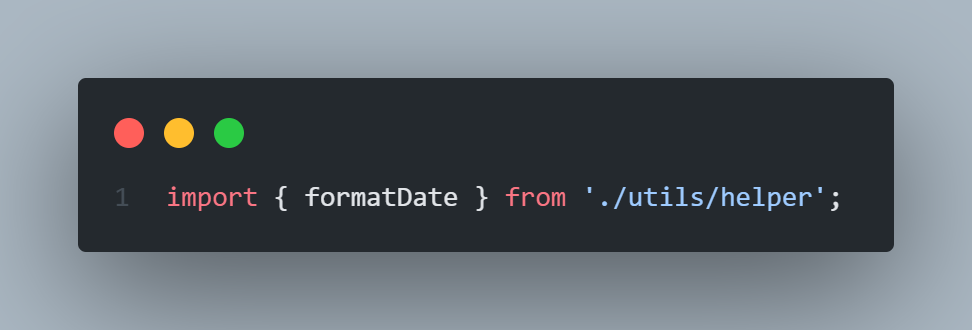 1 import { formatDate } from './utils/helper';